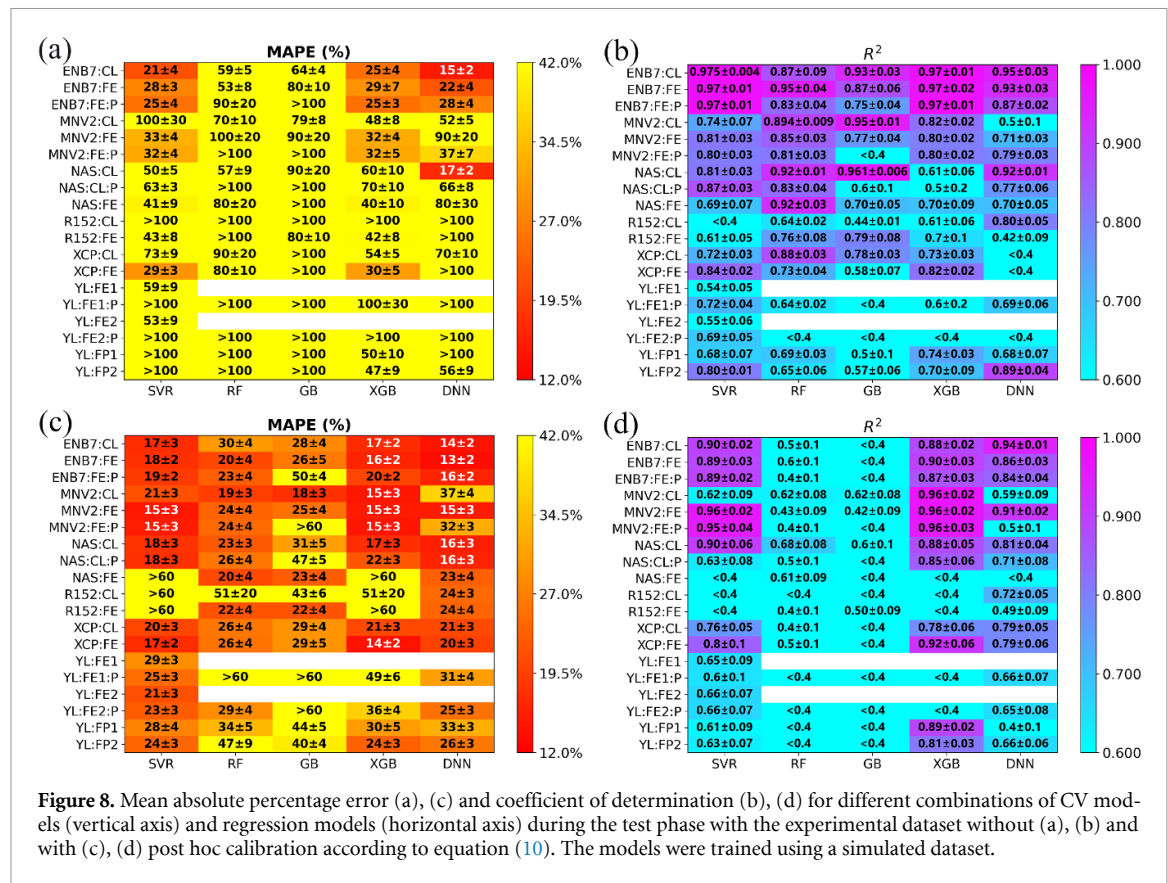 (a)
MAPE (%)
ENB7:CL 21±4 59±5 64±4 25±4 15±2 42.0%
ENB7:FE 28±3 53±8 80±10 29±7 22±4
ENB7:FE:P 25±4 90±20 >100 25±3 28±4
MNV2:CL 100±30 70±10 79±8 48±8 52±5
MNV2:FE 33±4 100±20 90±20 32±4 90±20 34.5%
MNV2:FE:P 32±4 >100 >100 32±5 37±7
NAS:CL 50±5 57±9 90±20 60±10 17±2
NAS:CL:P 63±3 >100 >100 70±10 66±8
NAS:FE 41±9 80±20 >100 40±10 80±30 27.0%
R152:CL >100 >100 >100 >100 >100
R152:FE 43±8 >100 80±10 42±8 >100
XCP:CL 73±9 90±20 >100 54±5 70±10
XCP:FE 29±3 80±10 >100 30±5 >100 19.5%
YL:FE1 59±9
YL:FE1:P >100 >100 >100 100±30 >100
YL:FE2 53±9
YL:FE2:P >100 >100 >100 >100 >100
YL:FP1 >100 >100 >100 50±10 >100
YL:FP2 >100 >100 >100 47±9 56±9 12.0%
SVR RF GB XGB DNN
(b)
R²
ENB7:CL 0.975±0.004 0.87±0.09 0.93±0.03 0.97±0.01 0.95±0.03 1.000
ENB7:FE 0.97±0.01 0.95±0.04 0.87±0.06 0.97±0.02 0.93±0.03
ENB7:FE:P 0.97±0.01 0.83±0.04 0.75±0.04 0.97±0.01 0.87±0.02
MNV2:CL 0.74±0.07 0.894±0.009 0.95±0.01 0.82±0.02 0.5±0.1
MNV2:FE 0.81±0.03 0.85±0.03 0.77±0.04 0.80±0.02 0.71±0.03 0.900
MNV2:FE:P 0.80±0.03 0.81±0.03 <0.4 0.80±0.02 0.79±0.03
NAS:CL 0.81±0.03 0.92±0.01 0.961±0.006 0.61±0.06 0.92±0.01
NAS:CL:P 0.87±0.03 0.83±0.04 0.6±0.1 0.5±0.2 0.77±0.06
NAS:FE 0.69±0.07 0.92±0.03 0.70±0.05 0.70±0.09 0.70±0.05 0.800
R152:CL <0.4 0.64±0.02 0.44±0.01 0.61±0.06 0.80±0.05
R152:FE 0.61±0.05 0.76±0.08 0.79±0.08 0.7±0.1 0.42±0.09
XCP:CL 0.72±0.03 0.88±0.03 0.78±0.03 0.73±0.03 <0.4
XCP:FE 0.84±0.02 0.73±0.04 0.58±0.07 0.82±0.02 <0.4 0.700
YL:FE1 0.54±0.05
YL:FE1:P 0.72±0.04 0.64±0.02 <0.4 0.6±0.2 0.69±0.06
YL:FE2 0.55±0.06
YL:FE2:P 0.69±0.05 <0.4 <0.4 <0.4 <0.4
YL:FP1 0.68±0.07 0.69±0.03 0.5±0.1 0.74±0.03 0.68±0.07
YL:FP2 0.80±0.01 0.65±0.06 0.57±0.06 0.70±0.09 0.89±0.04 0.600
SVR RF GB XGB DNN
(c)
MAPE (%)
ENB7:CL 17±3 30±4 28±4 17±2 14±2 42.0%
ENB7:FE 18±2 20±4 26±5 16±2 13±2
ENB7:FE:P 19±2 23±4 50±4 20±2 16±2
MNV2:CL 21±3 19±3 18±3 15±3 37±4
MNV2:FE 15±3 24±4 25±4 15±3 15±3 34.5%
MNV2:FE:P 15±3 24±4 >60 15±3 32±3
NAS:CL 18±3 23±3 31±5 17±3 16±3
NAS:CL:P 18±3 26±4 47±5 22±3 16±3
NAS:FE >60 20±4 23±4 >60 23±4 27.0%
R152:CL >60 51±20 43±6 51±20 24±3
R152:FE >60 22±4 22±4 >60 24±4
XCP:CL 20±3 26±4 29±4 21±3 21±3
XCP:FE 17±2 26±4 29±5 14±2 20±3 19.5%
YL:FE1 29±3
YL:FE1:P 25±3 >60 >60 49±6 31±4
YL:FE2 21±3
YL:FE2:P 23±3 29±4 >60 36±4 25±3
YL:FP1 28±4 34±5 44±5 30±5 33±3
YL:FP2 24±3 47±9 40±4 24±3 26±3 12.0%
SVR RF GB XGB DNN
(d)
R²
ENB7:CL 0.90±0.02 0.5±0.1 <0.4 0.88±0.02 0.94±0.01 1.000
ENB7:FE 0.89±0.03 0.6±0.1 <0.4 0.90±0.03 0.86±0.03
ENB7:FE:P 0.89±0.02 0.4±0.1 <0.4 0.87±0.03 0.84±0.04
MNV2:CL 0.62±0.09 0.62±0.08 0.62±0.08 0.96±0.02 0.59±0.09
MNV2:FE 0.96±0.02 0.43±0.09 0.42±0.09 0.96±0.02 0.91±0.02 0.900
MNV2:FE:P 0.95±0.04 0.4±0.1 <0.4 0.96±0.03 0.5±0.1
NAS:CL 0.90±0.06 0.68±0.08 0.6±0.1 0.88±0.05 0.81±0.04
NAS:CL:P 0.63±0.08 0.5±0.1 <0.4 0.85±0.06 0.71±0.08
NAS:FE <0.4 0.61±0.09 <0.4 <0.4 <0.4 0.800
R152:CL <0.4 <0.4 <0.4 <0.4 0.72±0.05
R152:FE <0.4 0.4±0.1 0.50±0.09 <0.4 0.49±0.09
XCP:CL 0.76±0.05 0.4±0.1 <0.4 0.78±0.06 0.79±0.05
XCP:FE 0.8±0.1 0.5±0.1 <0.4 0.92±0.06 0.79±0.06 0.700
YL:FE1 0.65±0.09
YL:FE1:P 0.6±0.1 <0.4 <0.4 <0.4 0.66±0.07
YL:FE2 0.66±0.07
YL:FE2:P 0.66±0.07 <0.4 <0.4 <0.4 0.65±0.08
YL:FP1 0.61±0.09 <0.4 <0.4 0.89±0.02 0.4±0.1
YL:FP2 0.63±0.07 <0.4 <0.4 0.81±0.03 0.66±0.06 0.600
SVR RF GB XGB DNN
Figure 8. Mean absolute percentage error (a), (c) and coefficient of determination (b), (d) for different combinations of CV mod-
els (vertical axis) and regression models (horizontal axis) during the test phase with the experimental dataset without (a), (b) and
with (c), (d) post hoc calibration according to equation (10). The models were trained using a simulated dataset.